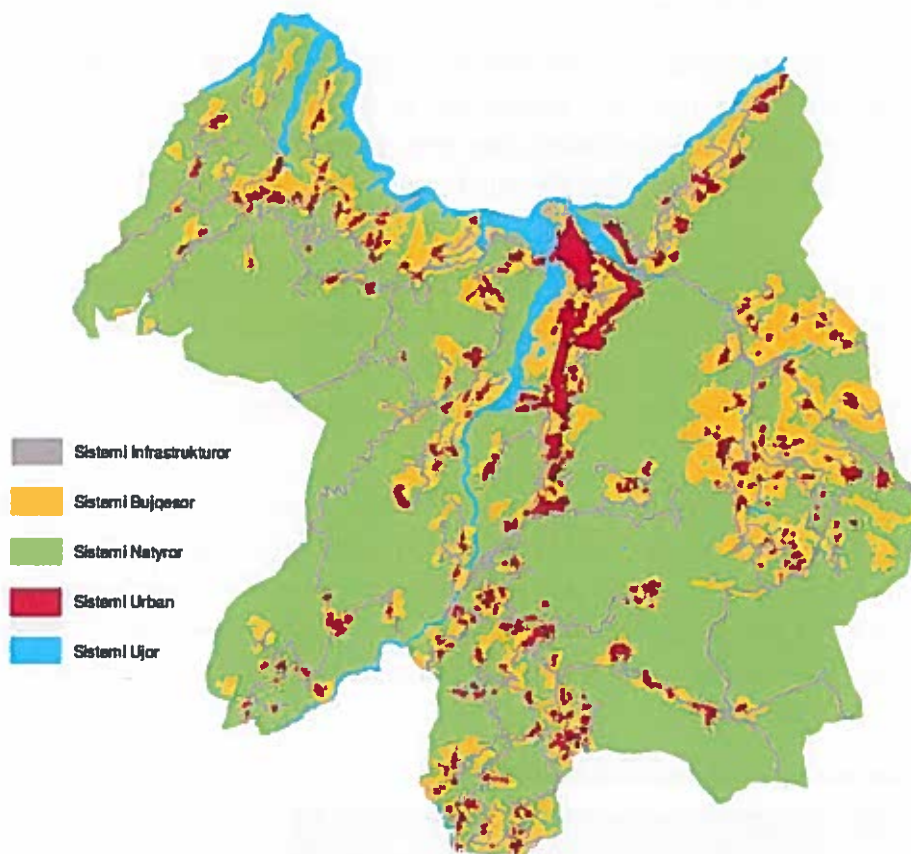 Sistemi Infrastrukturor
Sistemi Bujqesor
Sistemi Natyror
Sistemi Urban
Sistemi Ujor